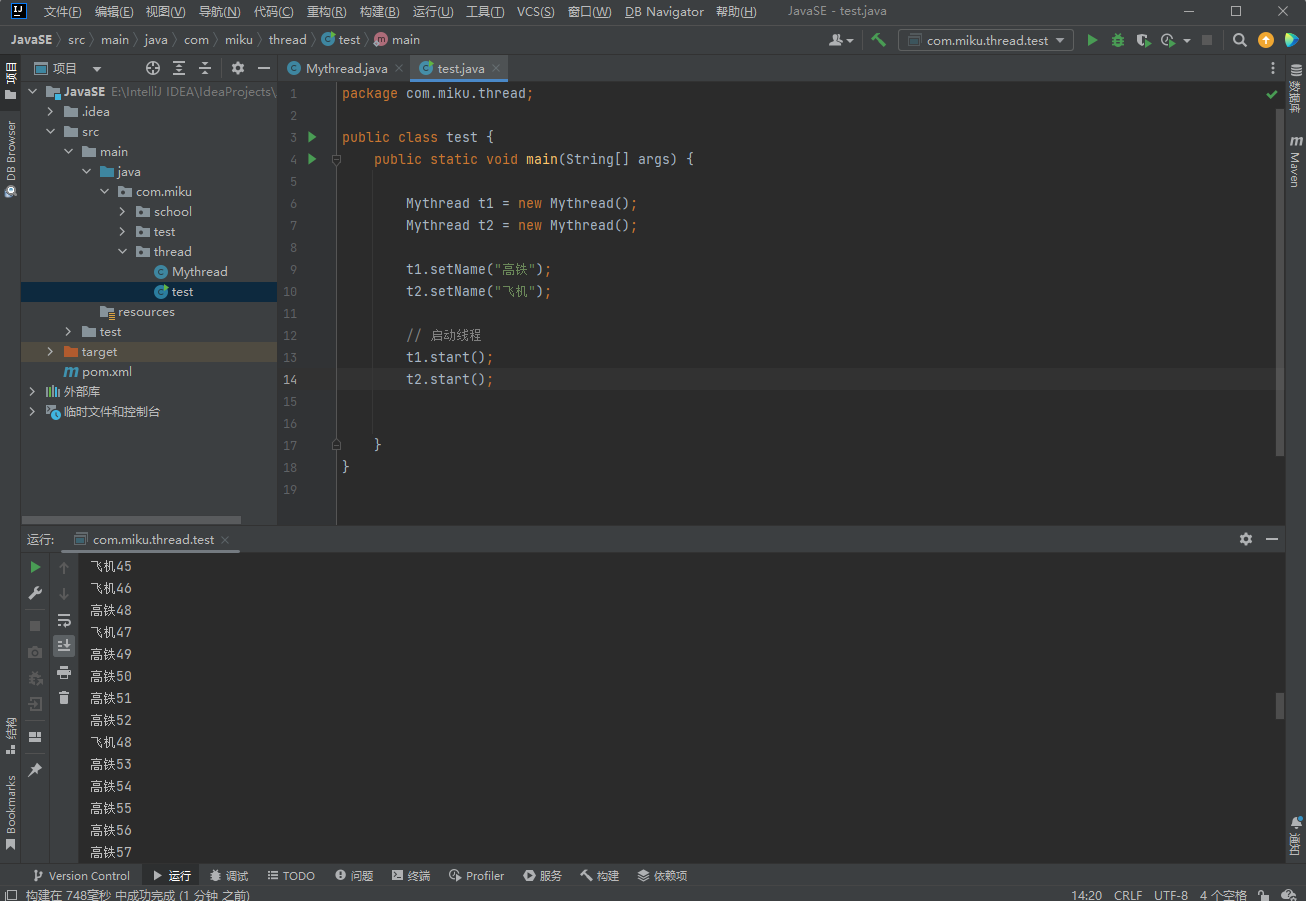 文件(F) 编辑(E) 视图(V) 导航(N) 代码(C) 重构(R) 构建(B) 运行(U) 工具(T) VCS(S) 窗口(W) DB Navigator 帮助(H) JavaSE - test.java
JavaSE src main java com miku thread test main com.miku.thread.test
项目 Mythread.java test.java
JavaSE E:\IntelliJ IDEA\IdeaProjects\
.idea
src
main
java
com.miku
school
test
thread
Mythread
test
resources
test
target
pom.xml
外部库
临时文件和控制台
项目
DB Browser
结构
Bookmarks
1 package com.miku.thread;
2
3 public class test {
4 public static void main(String[] args) {
5
6 Mythread t1 = new Mythread();
7 Mythread t2 = new Mythread();
8
9 t1.setName("高铁");
10 t2.setName("飞机");
11
12 // 启动线程
13 t1.start();
14 t2.start();
15
16
17 }
18 }
19
数据库
Maven
通知
运行: com.miku.thread.test
飞机45
飞机46
高铁48
飞机47
高铁49
高铁50
高铁51
高铁52
飞机48
高铁53
高铁54
高铁55
高铁56
高铁57
Version Control 运行 调试 TODO 问题 终端 Profiler 服务 构建 依赖项
构建在 748毫秒 中成功完成 (1 分钟 之前) 14:20 CRLF UTF-8 4 个空格